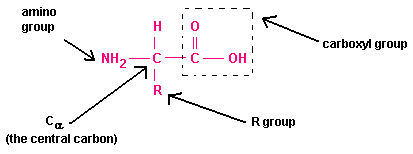 amino
group
H
O
carboxyl group
NH2
C
C
OH
R
Cα
(the central carbon)
R group